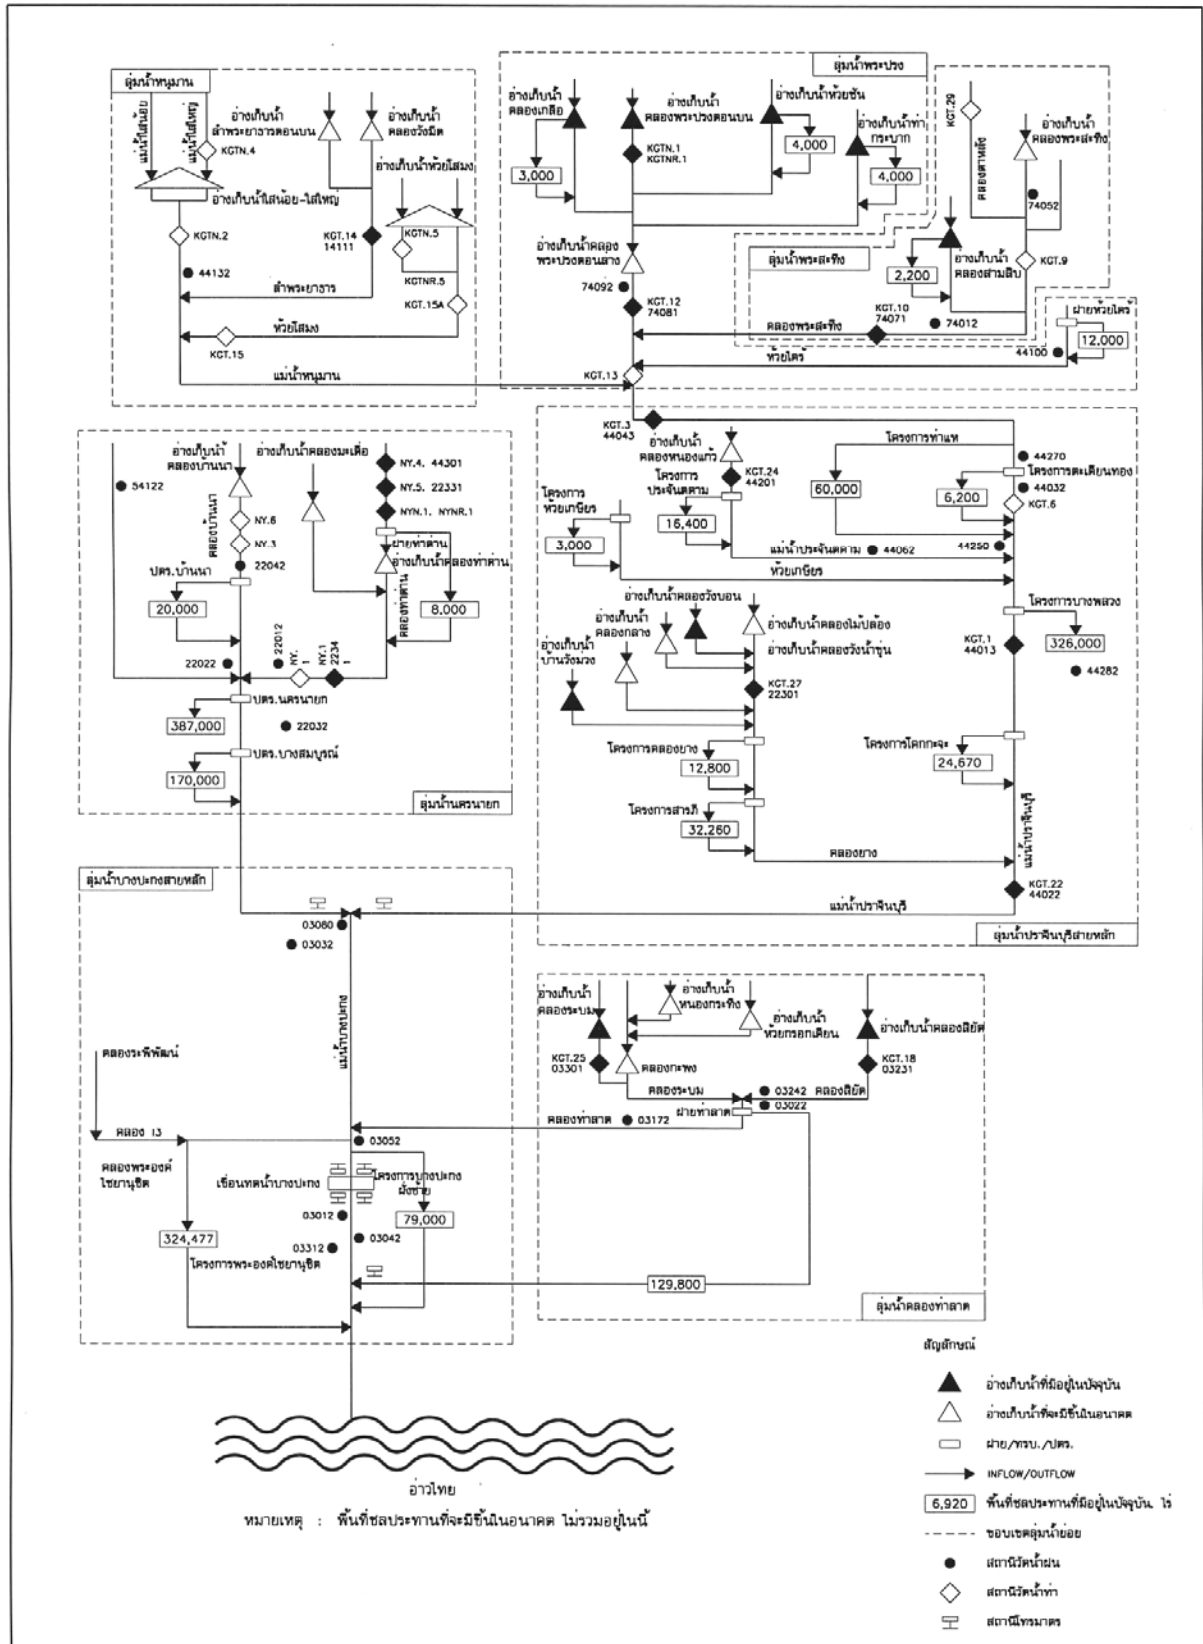 ลุ่มน้ำหนุมาน
แม่น้ำใสน้อย
แม่น้ำใสใหญ่
KGTN.4
อ่างเก็บน้ำ
ลำพระยาธารตอนบน
อ่างเก็บน้ำ
คลองวังมืด
อ่างเก็บน้ำห้วยโสมง
อ่างเก็บน้ำใสน้อย-ใสใหญ่
KGTN.2
KGT.14
14111
KGTN.5
KGTNR.5
44132
ลำพระยาธาร
KGT.15A
ห้วยโสมง
KGT.15
แม่น้ำหนุมาน
ลุ่มน้ำพระปรง
อ่างเก็บน้ำ
คลองเกลือ
อ่างเก็บน้ำ
คลองพระปรงตอนบน
อ่างเก็บน้ำห้วยชัน
อ่างเก็บน้ำท่า
กระบาก
KGTN.1
KGTNR.1
3,000
4,000
4,000
KGT.29
คลองตาหลัง
อ่างเก็บน้ำ
คลองพระสะทึง
74052
อ่างเก็บน้ำคลอง
พระปรงตอนล่าง
74092
KGT.12
74081
ลุ่มน้ำพระสะทึง
2,200
อ่างเก็บน้ำ
คลองสามสิบ
KGT.9
KGT.10
74071
74012
คลองพระสะทึง
ฝายห้วยไคร้
44100
12,000
ห้วยไคร้
KGT.13
54122
อ่างเก็บน้ำ
คลองบ้านนา
อ่างเก็บน้ำคลองมะเดื่อ
NY.4, 44301
NY.5, 22331
NYN.1, NYNR.1
คลองบ้านนา
NY.6
NY.3
22042
ฝายท่าด่าน
อ่างเก็บน้ำคลองท่าด่าน
ปตร.บ้านนา
20,000
8,000
คลองท่าด่าน
22022
22012
NY.1
NY.1
22341
ปตร.นครนายก
387,000
22032
ปตร.บางสมบูรณ์
170,000
ลุ่มน้ำนครนายก
KGT.3
44043
อ่างเก็บน้ำ
คลองหนองแก้ว
โครงการท่าแห
44270
KGT.24
44201
โครงการ
ประจันตคาม
โครงการตะเคียนทอง
44032
60,000
6,200
KGT.6
โครงการ
ห้วยเกษียร
3,000
16,400
แม่น้ำประจันตคาม
44062
44250
ห้วยเกษียร
อ่างเก็บน้ำคลองวังบอน
อ่างเก็บน้ำ
คลองกลาง
อ่างเก็บน้ำ
บ้านวังม่วง
อ่างเก็บน้ำคลองไม้ปล้อง
อ่างเก็บน้ำคลองวังน้ำขุ่น
โครงการบางพลวง
326,000
KGT.1
44013
44282
KGT.27
22301
โครงการคลองยาง
12,800
โครงการโคกกะจะ
24,670
โครงการสารภี
32,260
คลองยาง
แม่น้ำปราจีนบุรี
KGT.22
44022
แม่น้ำปราจีนบุรี
ลุ่มน้ำปราจีนบุรีสายหลัก
ลุ่มน้ำบางปะกงสายหลัก
03080
03032
แม่น้ำบางปะกง
คลองระพีพัฒน์
คลอง 13
คลองพระองค์
ไชยานุชิต
03052
เขื่อนทดน้ำบางปะกง
โครงการบางปะกง
ฝั่งซ้าย
03012
79,000
324,477
03042
03312
โครงการพระองค์ไชยานุชิต
อ่างเก็บน้ำ
คลองระบม
อ่างเก็บน้ำ
หนองกระทิง
อ่างเก็บน้ำ
ห้วยกรอกเคียน
อ่างเก็บน้ำคลองสียัด
KGT.25
03301
คลองกะพง
KGT.18
03231
คลองระบม
03242
คลองสียัด
03022
ฝายท่าลาด
คลองท่าลาด
03172
129,800
ลุ่มน้ำคลองท่าลาด
อ่าวไทย
หมายเหตุ : พื้นที่ชลประทานที่จะมีขึ้นในอนาคต ไม่รวมอยู่ในนี้
สัญลักษณ์
อ่างเก็บน้ำที่มีอยู่ในปัจจุบัน
อ่างเก็บน้ำที่จะมีขึ้นในอนาคต
ฝาย/ทรบ./ปตร.
INFLOW/OUTFLOW
6,920
พื้นที่ชลประทานที่มีอยู่ในปัจจุบัน, ไร่
ขอบเขตลุ่มน้ำย่อย
สถานีวัดน้ำฝน
สถานีวัดน้ำท่า
สถานีโทรมาตร